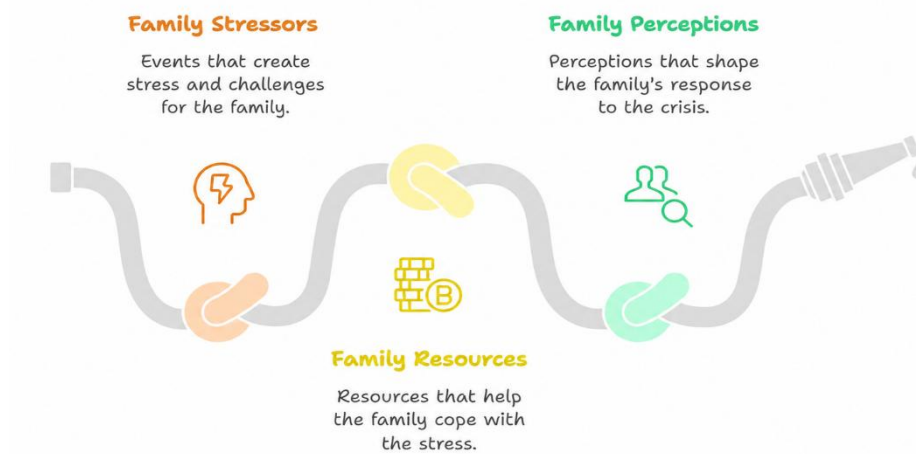 Family Stressors
Events that create
stress and challenges
for the family.
Family Perceptions
Perceptions that shape
the family's response
to the crisis.
B
Family Resources
Resources that help
the family cope with
the stress.